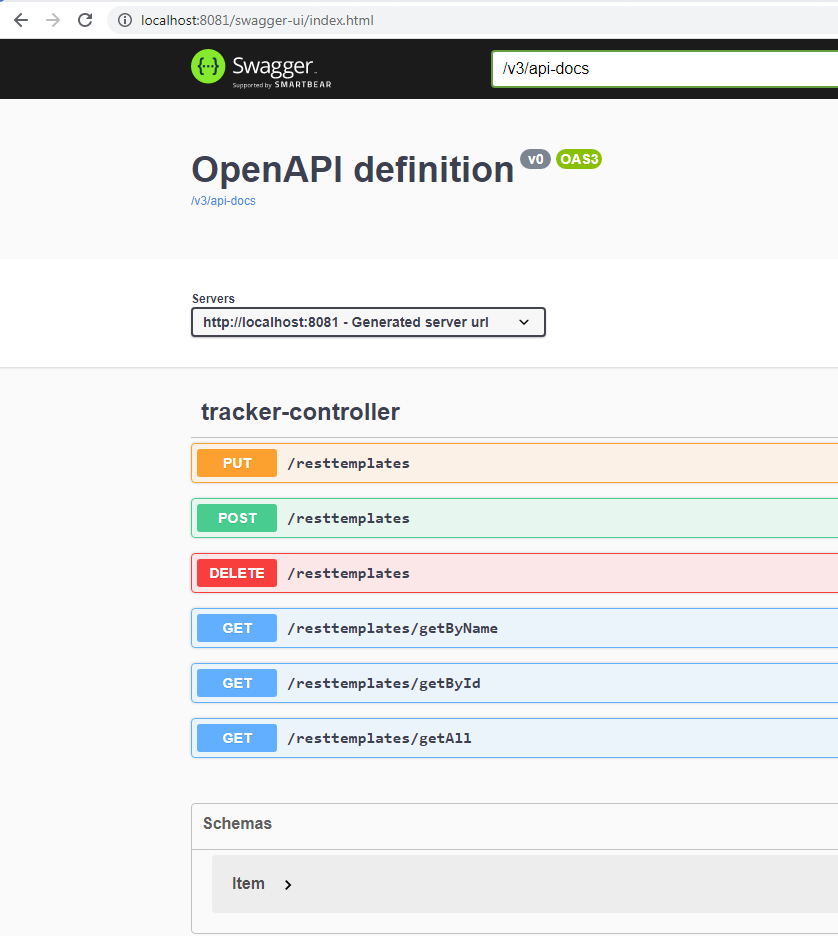 localhost:8081/swagger-ui/index.html
{···} Swagger™
Supported by SMARTBEAR
/v3/api-docs
OpenAPI definition v0 OAS3
/v3/api-docs
Servers
http://localhost:8081 - Generated server url
tracker-controller
PUT /resttemplates
POST /resttemplates
DELETE /resttemplates
GET /resttemplates/getByName
GET /resttemplates/getById
GET /resttemplates/getAll
Schemas
Item